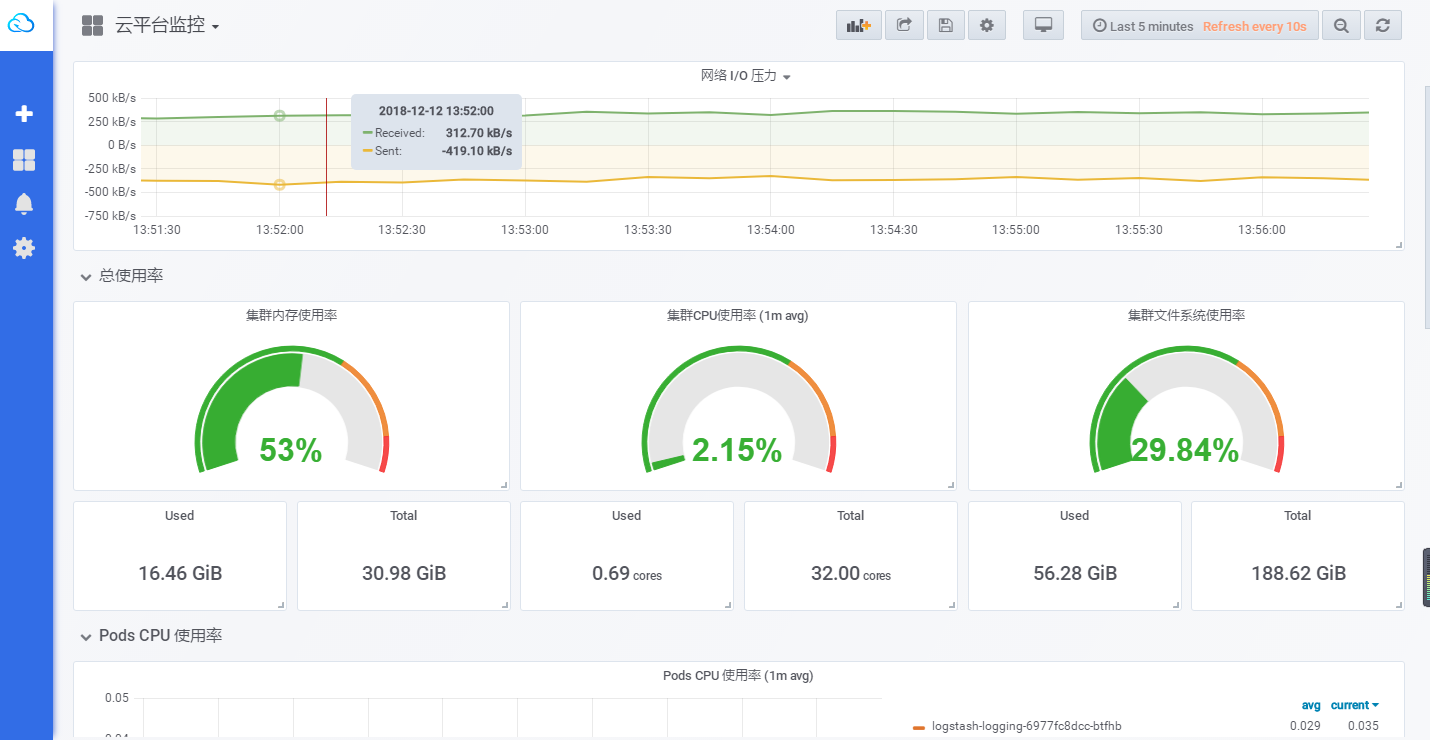 云平台监控
Last 5 minutes Refresh every 10s
网络 I/O 压力
500 kB/s
250 kB/s
0 B/s
-250 kB/s
-500 kB/s
-750 kB/s
2018-12-12 13:52:00
Received: 312.70 kB/s
Sent: -419.10 kB/s
13:51:30 13:52:00 13:52:30 13:53:00 13:53:30 13:54:00 13:54:30 13:55:00 13:55:30 13:56:00
总使用率
集群内存使用率 集群CPU使用率 (1m avg) 集群文件系统使用率
53% 2.15% 29.84%
Used Total Used Total Used Total
16.46 GiB 30.98 GiB 0.69 cores 32.00 cores 56.28 GiB 188.62 GiB
Pods CPU 使用率
Pods CPU 使用率 (1m avg)
0.05
avg current
logstash-logging-6977fc8dcc-btfhb 0.029 0.035
0.04